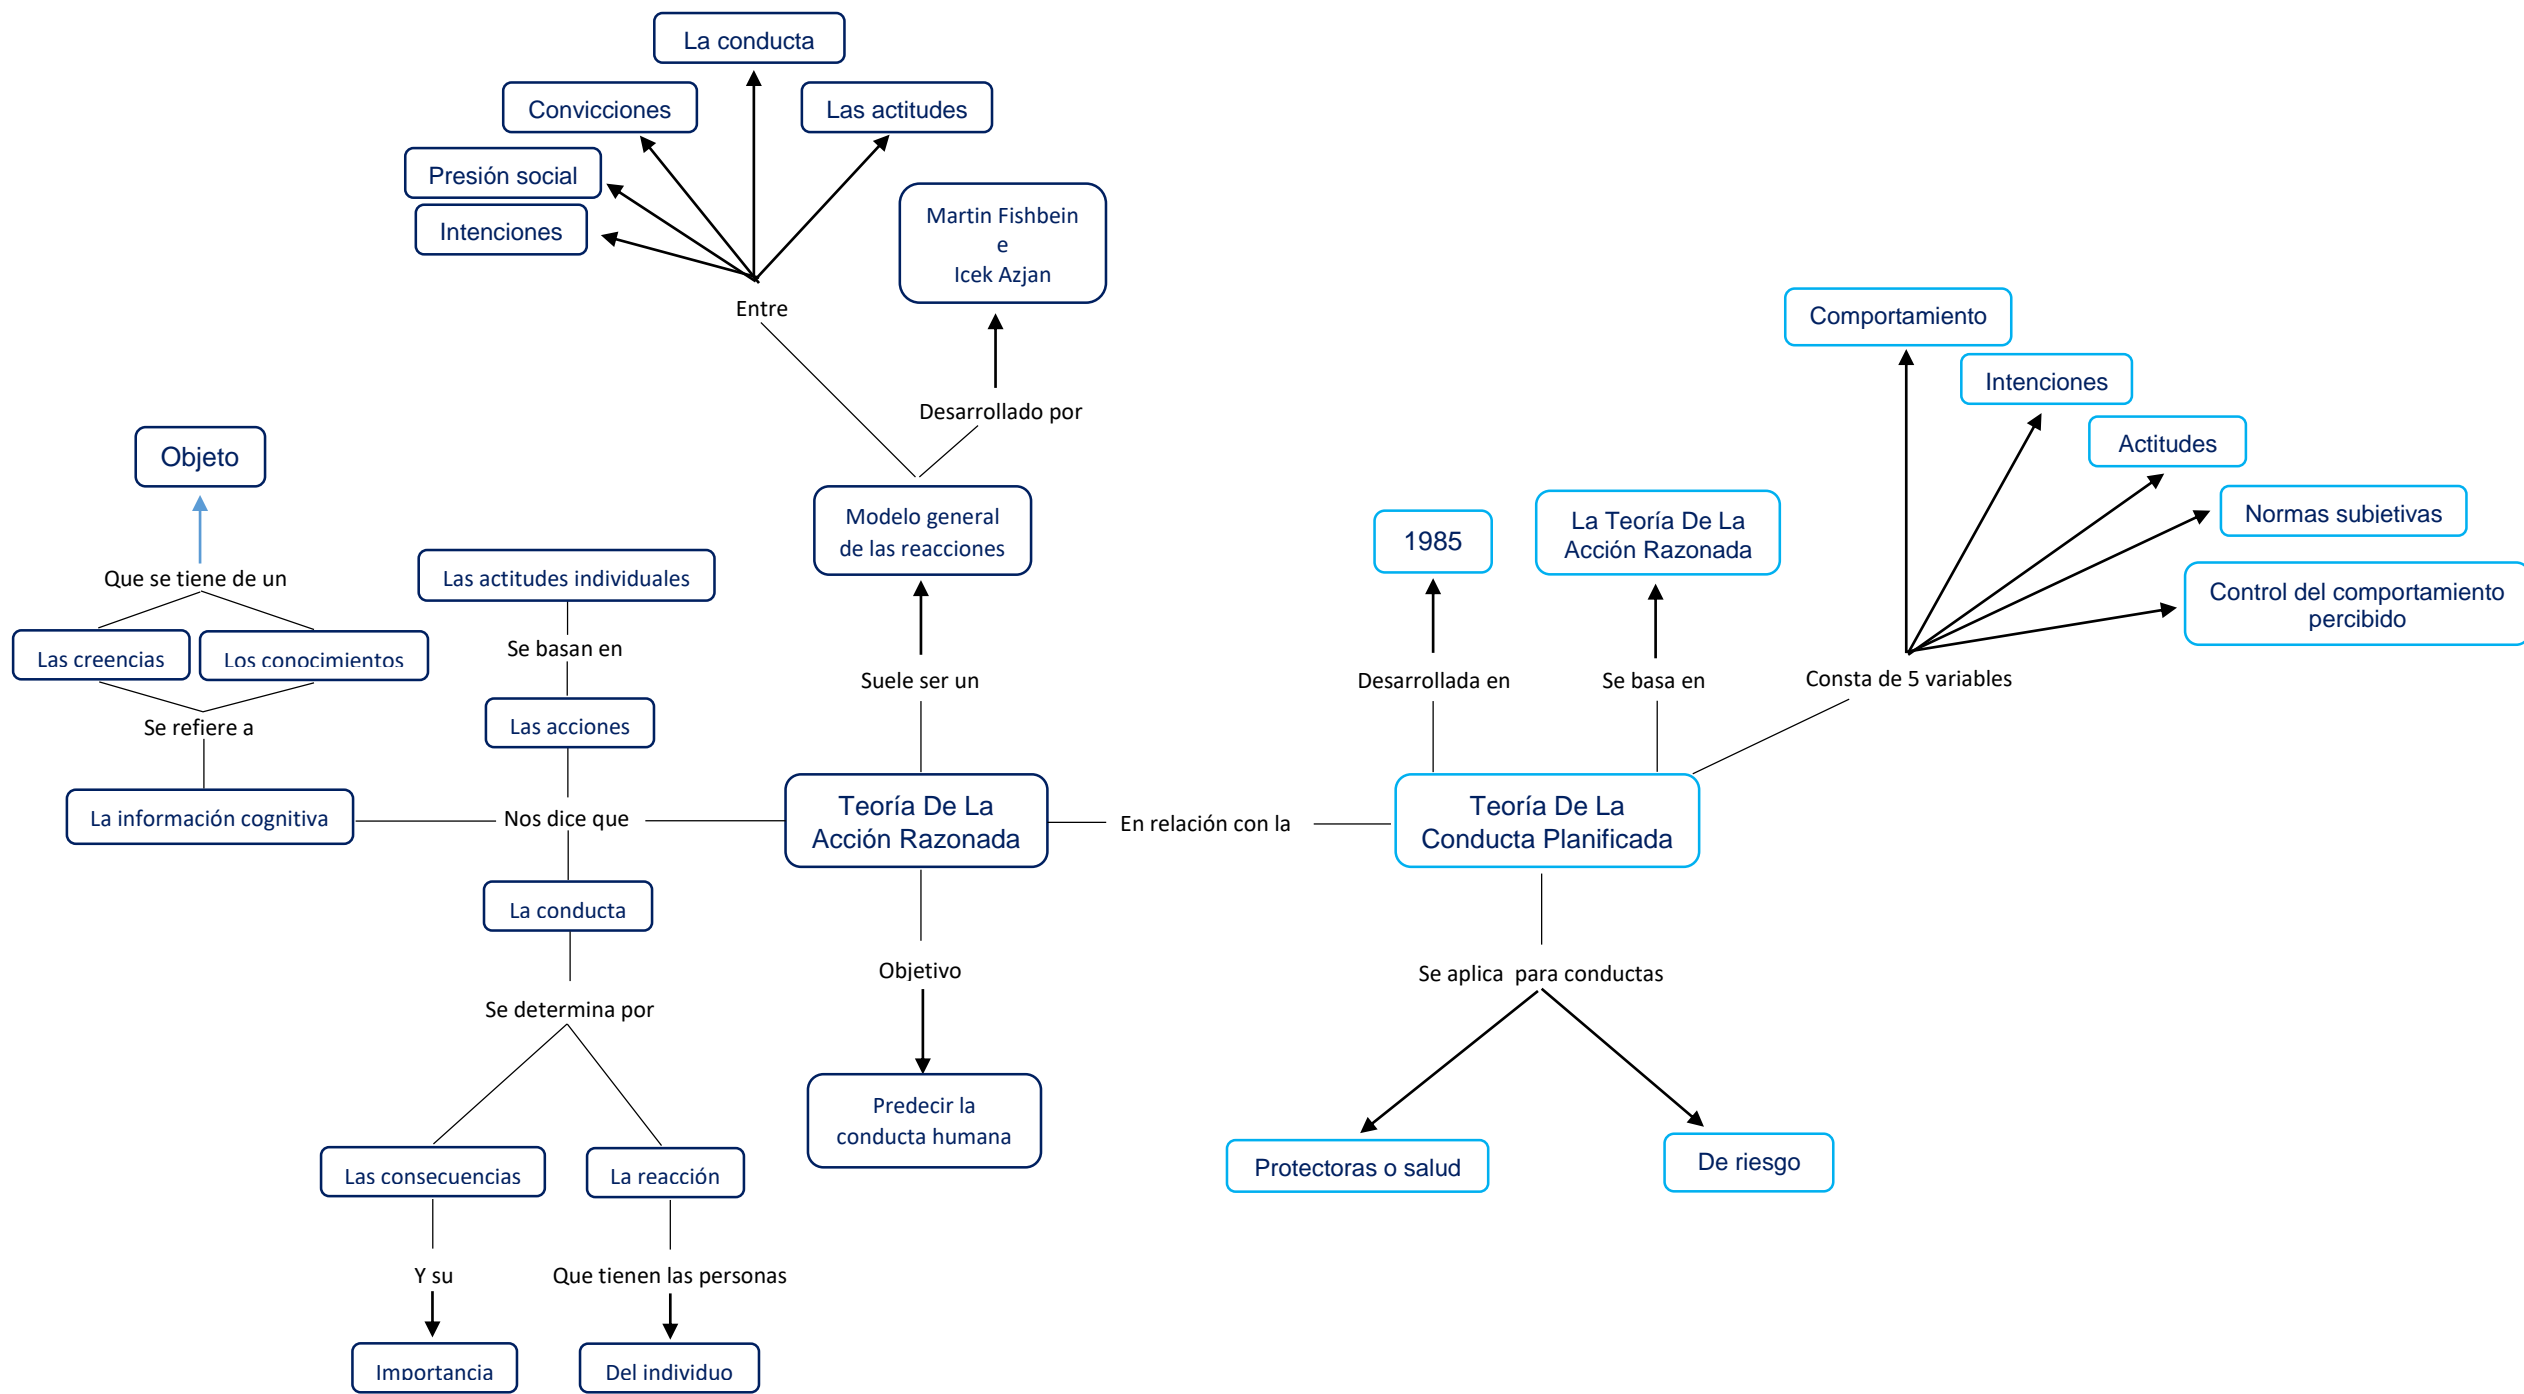 La conducta
Convicciones
Las actitudes
Presión social
Intenciones
Martin Fishbein
e
Icek Azjan
Entre
Desarrollado por
Modelo general
de las reacciones
Suele ser un
Objeto
Que se tiene de un
Las creencias
Los conocimientos
Se refiere a
La información cognitiva
Las actitudes individuales
Se basan en
Las acciones
Nos dice que
La conducta
Se determina por
Las consecuencias
La reacción
Y su
Que tienen las personas
Importancia
Del individuo
Teoría De La
Acción Razonada
Objetivo
Predecir la
conducta humana
En relación con la
Teoría De La
Conducta Planificada
1985
Desarrollada en
La Teoría De La
Acción Razonada
Se basa en
Comportamiento
Intenciones
Actitudes
Normas subjetivas
Control del comportamiento
percibido
Consta de 5 variables
Se aplica  para conductas
Protectoras o salud
De riesgo